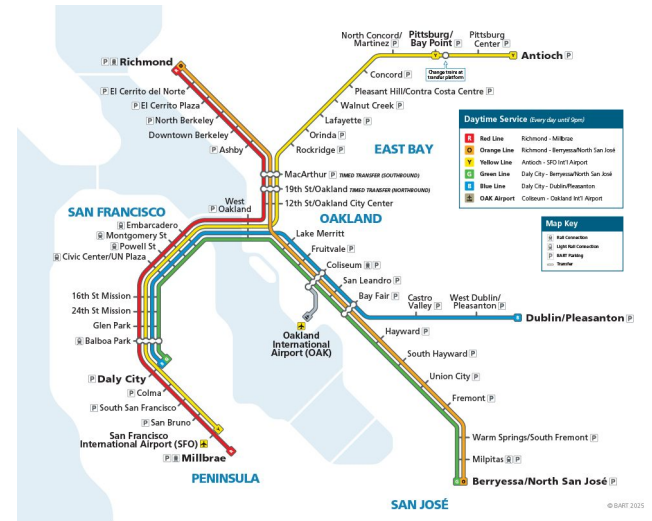 North Concord/
Martinez P
Pittsburg/
Bay Point P
Pittsburg
Center P
Antioch P
Change trains at
transfer platform
Concord P
Pleasant Hill/Contra Costa Centre P
Walnut Creek P
Lafayette P
Orinda P
Rockridge P
P Richmond
P El Cerrito del Norte
P El Cerrito Plaza
P North Berkeley
Downtown Berkeley
P Ashby
EAST BAY
Daytime Service (Every day until 9pm)
R Red Line Richmond - Millbrae
O Orange Line Richmond - Berryessa/North San José
Y Yellow Line Antioch - SFO Int'l Airport
G Green Line Daly City - Berryessa/North San José
B Blue Line Daly City - Dublin/Pleasanton
OAK Airport Coliseum - Oakland Int'l Airport
MacArthur P TIMED TRANSFER (SOUTHBOUND)
19th St/Oakland TIMED TRANSFER (NORTHBOUND)
12th St/Oakland City Center
West
P Oakland
SAN FRANCISCO
OAKLAND
Map Key
Rail Connection
Light Rail Connection
P BART Parking
Transfer
Embarcadero
Montgomery St
Powell St
Civic Center/UN Plaza
Lake Merritt
Fruitvale P
Coliseum P
San Leandro P
Bay Fair P
Castro
Valley P
West Dublin/
Pleasanton P
B Dublin/Pleasanton P
16th St Mission
24th St Mission
Glen Park
Balboa Park
Oakland
International
Airport (OAK)
Hayward P
South Hayward P
Union City P
Fremont P
P Daly City
P Colma
P South San Francisco
P San Bruno
San Francisco
International Airport (SFO)
P Millbrae
PENINSULA
Warm Springs/South Fremont P
Milpitas P
G O Berryessa/North San José P
SAN JOSÉ
© BART 2025